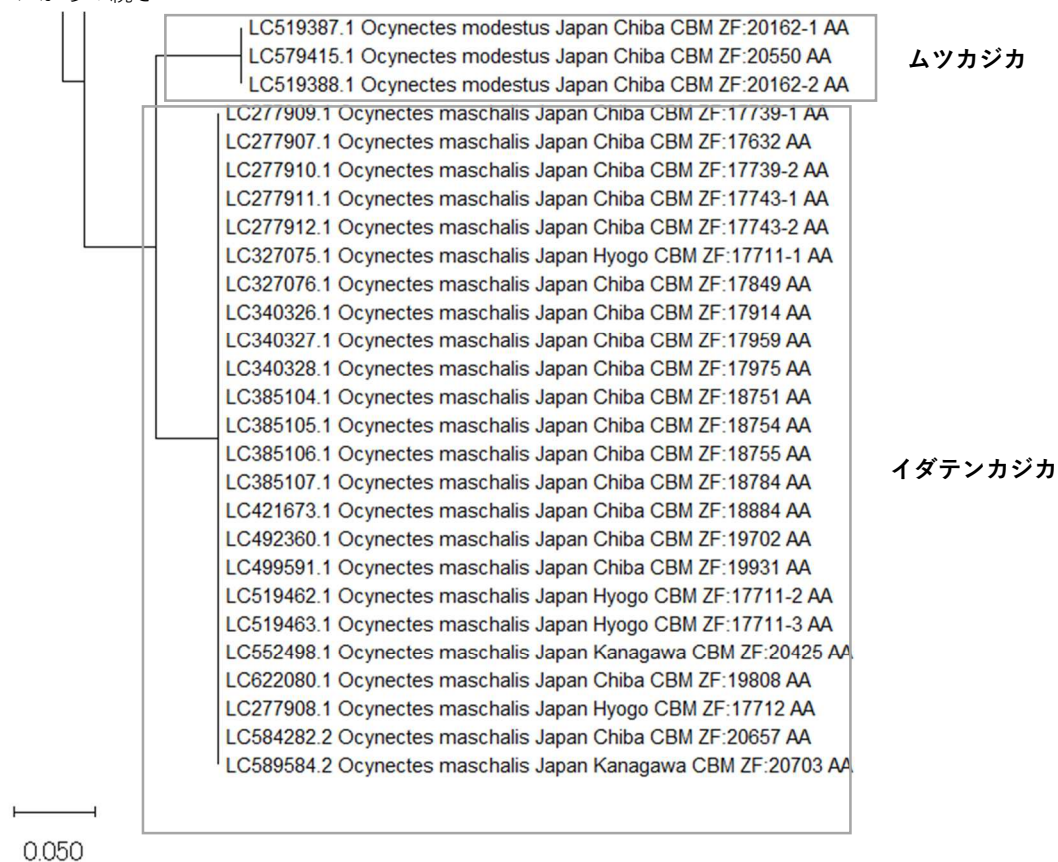 LC519387.1 Ocynectes modestus Japan Chiba CBM ZF:20162-1 AA
LC579415.1 Ocynectes modestus Japan Chiba CBM ZF:20550 AA
LC519388.1 Ocynectes modestus Japan Chiba CBM ZF:20162-2 AA
ムツカジカ
LC277909.1 Ocynectes maschalis Japan Chiba CBM ZF:17739-1 AA
LC277907.1 Ocynectes maschalis Japan Chiba CBM ZF:17632 AA
LC277910.1 Ocynectes maschalis Japan Chiba CBM ZF:17739-2 AA
LC277911.1 Ocynectes maschalis Japan Chiba CBM ZF:17743-1 AA
LC277912.1 Ocynectes maschalis Japan Chiba CBM ZF:17743-2 AA
LC327075.1 Ocynectes maschalis Japan Hyogo CBM ZF:17711-1 AA
LC327076.1 Ocynectes maschalis Japan Chiba CBM ZF:17849 AA
LC340326.1 Ocynectes maschalis Japan Chiba CBM ZF:17914 AA
LC340327.1 Ocynectes maschalis Japan Chiba CBM ZF:17959 AA
LC340328.1 Ocynectes maschalis Japan Chiba CBM ZF:17975 AA
LC385104.1 Ocynectes maschalis Japan Chiba CBM ZF:18751 AA
LC385105.1 Ocynectes maschalis Japan Chiba CBM ZF:18754 AA
LC385106.1 Ocynectes maschalis Japan Chiba CBM ZF:18755 AA
LC385107.1 Ocynectes maschalis Japan Chiba CBM ZF:18784 AA
LC421673.1 Ocynectes maschalis Japan Chiba CBM ZF:18884 AA
LC492360.1 Ocynectes maschalis Japan Chiba CBM ZF:19702 AA
LC499591.1 Ocynectes maschalis Japan Chiba CBM ZF:19931 AA
LC519462.1 Ocynectes maschalis Japan Hyogo CBM ZF:17711-2 AA
LC519463.1 Ocynectes maschalis Japan Hyogo CBM ZF:17711-3 AA
LC552498.1 Ocynectes maschalis Japan Kanagawa CBM ZF:20425 AA
LC622080.1 Ocynectes maschalis Japan Chiba CBM ZF:19808 AA
LC277908.1 Ocynectes maschalis Japan Hyogo CBM ZF:17712 AA
LC584282.2 Ocynectes maschalis Japan Chiba CBM ZF:20657 AA
LC589584.2 Ocynectes maschalis Japan Kanagawa CBM ZF:20703 AA
イダテンカジカ
0.050